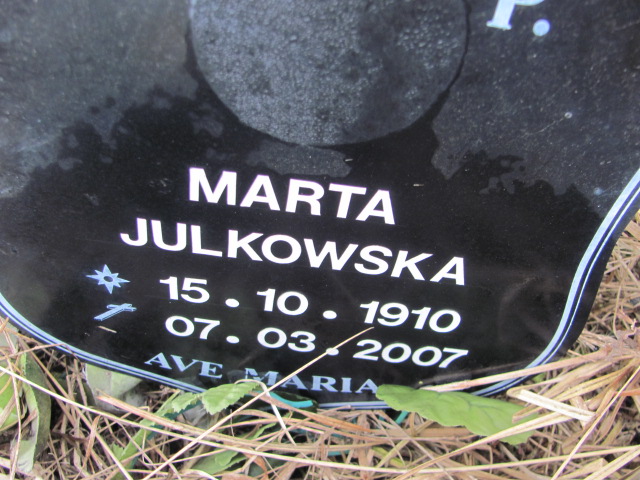 P.
MARTA
JULKOWSKA
15. 10. 1910
07. 03. 2007
AVE MARIA